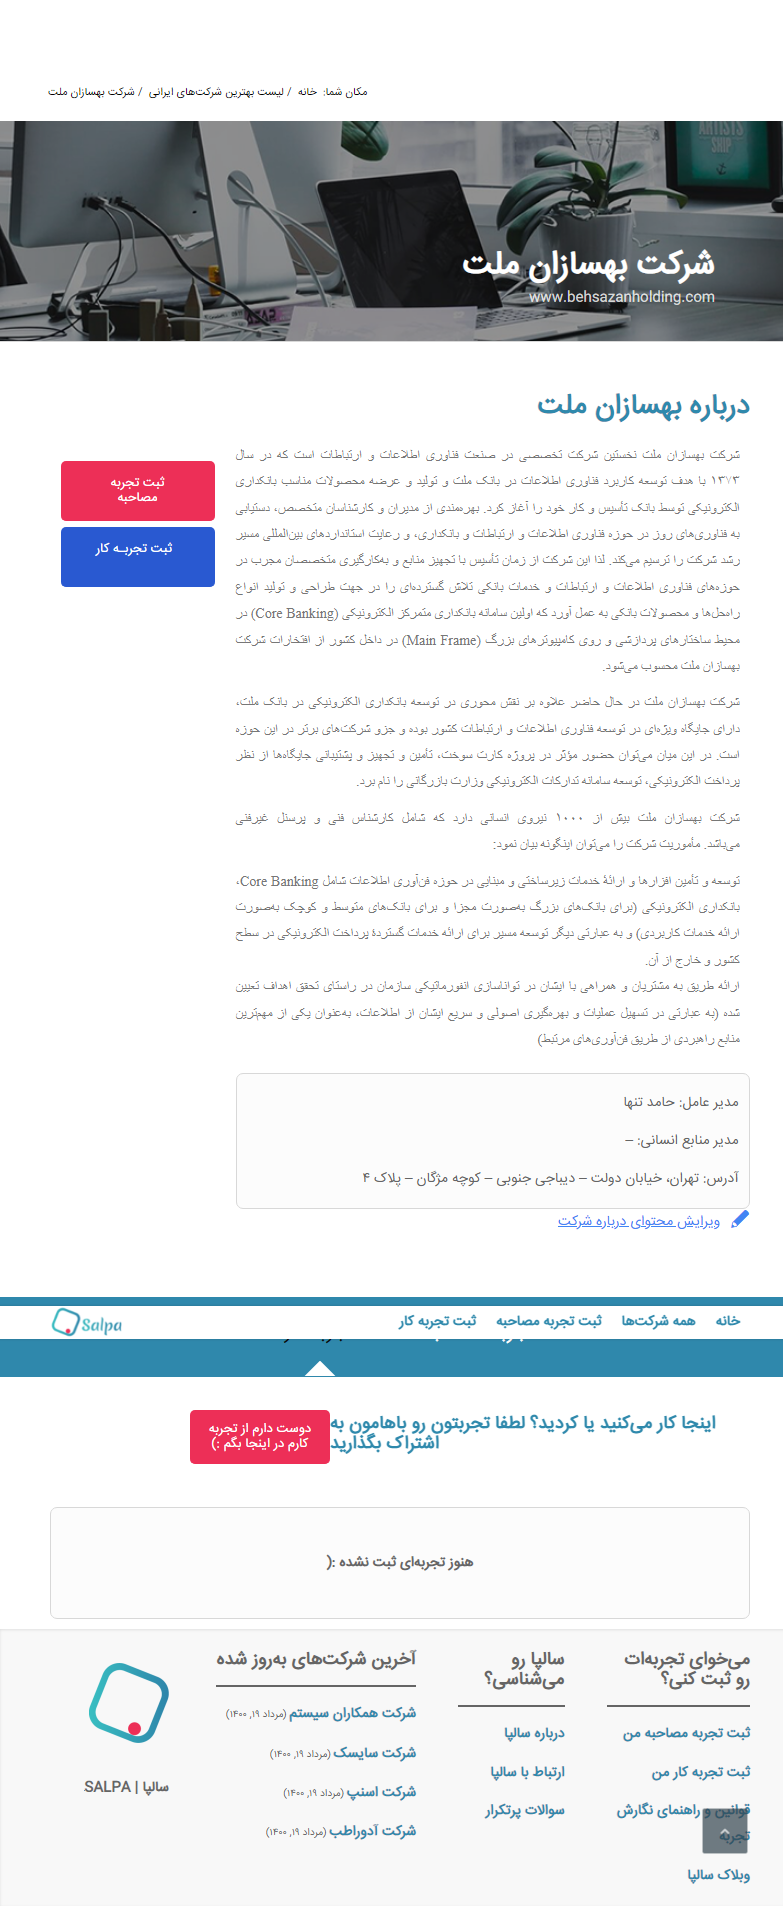 مکان شما: خانه / لیست بهترین شرکت‌های ایرانی / شرکت بهسازان ملت
ARTISTS
SHIP
شرکت بهسازان ملت
www.behsazanholding.com
درباره بهسازان ملت
شرکت بهسازان ملت نخستین شرکت تخصصی در صنعت فناوری اطلاعات و ارتباطات است که در سال
۱۳۷۳ با هدف توسعه کاربرد فناوری اطلاعات در بانک ملت و تولید و عرضه محصولات مناسب بانکداری
الکترونیکی توسط بانک تأسیس و کار خود را آغاز کرد. بهره‌مندی از مدیران و کارشناسان متخصص، دستیابی
به فناوری‌های روز در حوزه فناوری اطلاعات و ارتباطات و بانکداری، و رعایت استانداردهای بین‌المللی مسیر
رشد شرکت را ترسیم می‌کند. لذا این شرکت از زمان تأسیس با تجهیز منابع و به‌کارگیری متخصصان مجرب در
حوزه‌های فناوری اطلاعات و ارتباطات و خدمات بانکی تلاش گسترده‌ای را در جهت طراحی و تولید انواع
راه‌حل‌ها و محصولات بانکی به عمل آورد که اولین سامانه بانکداری متمرکز الکترونیکی (Core Banking) در
محیط ساختارهای پردازشی و روی کامپیوترهای بزرگ (Main Frame) در داخل کشور از افتخارات شرکت
بهسازان ملت محسوب می‌شود.
شرکت بهسازان ملت در حال حاضر علاوه بر نقش محوری در توسعه بانکداری الکترونیکی در بانک ملت،
دارای جایگاه ویژه‌ای در توسعه فناوری اطلاعات و ارتباطات کشور بوده و جزو شرکت‌های برتر در این حوزه
است. در این میان می‌توان حضور مؤثر در پروژه کارت سوخت، تأمین و تجهیز و پشتیبانی جایگاه‌ها از نظر
پرداخت الکترونیکی، توسعه سامانه تدارکات الکترونیکی وزارت بازرگانی را نام برد.
شرکت بهسازان ملت بیش از ۱۰۰۰ نیروی انسانی دارد که شامل کارشناس فنی و پرسنل غیرفنی
می‌باشد. مأموریت شرکت را می‌توان اینگونه بیان نمود:
توسعه و تأمین افزارها و ارائۀ خدمات زیرساختی و مبنایی در حوزه فن‌آوری اطلاعات شامل Core Banking،
بانکداری الکترونیکی (برای بانک‌های بزرگ به‌صورت مجزا و برای بانک‌های متوسط و کوچک به‌صورت
ارائه خدمات کاربردی) و به عبارتی دیگر توسعه مسیر برای ارائه خدمات گستردۀ پرداخت الکترونیکی در سطح
کشور و خارج از آن.
ارائه طریق به مشتریان و همراهی با ایشان در تواناسازی انفورماتیکی سازمان در راستای تحقق اهداف تعیین
شده (به عبارتی در تسهیل عملیات و بهره‌گیری اصولی و سریع ایشان از اطلاعات، به‌عنوان یکی از مهم‌ترین
منابع راهبردی از طریق فن‌آوری‌های مرتبط)
ثبت تجربه
مصاحبه
ثبت تجربـه کار
مدیر عامل: حامد تنها
مدیر منابع انسانی: –
آدرس: تهران، خیابان دولت – دیباجی جنوبی – کوچه مژگان – پلاک ۴
ویرایش محتوای درباره شرکت
خانه همه شرکت‌ها ثبت تجربه مصاحبه ثبت تجربه کار
Salpa
اینجا کار می‌کنید یا کردید؟ لطفا تجربتون رو باهامون به
اشتراک بگذارید
دوست دارم از تجربه
کارم در اینجا بگم :)
هنوز تجربه‌ای ثبت نشده :(
می‌خوای تجربه‌ات
رو ثبت کنی؟
ثبت تجربه مصاحبه من
ثبت تجربه کار من
قوانین و راهنمای نگارش
تجربه
وبلاک سالپا
سالپا رو
می‌شناسی؟
درباره سالپا
ارتباط با سالپا
سوالات پرتکرار
آخرین شرکت‌های به‌روز شده
شرکت همکاران سیستم (مرداد ۱۹, ۱۴۰۰)
شرکت سایسک (مرداد ۱۹, ۱۴۰۰)
شرکت اسنپ (مرداد ۱۹, ۱۴۰۰)
شرکت آدوراطب (مرداد ۱۹, ۱۴۰۰)
سالپا | SALPA